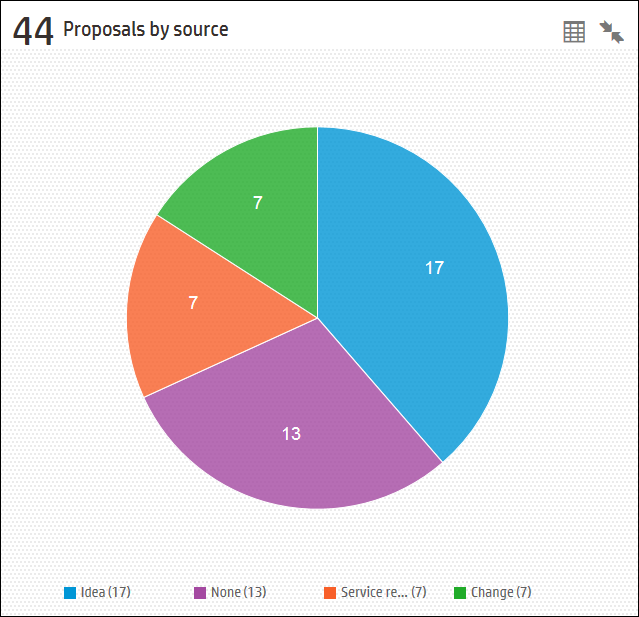 44 Proposals by source
7
17
7
13
Idea (17) None (13) Service re... (7) Change (7)